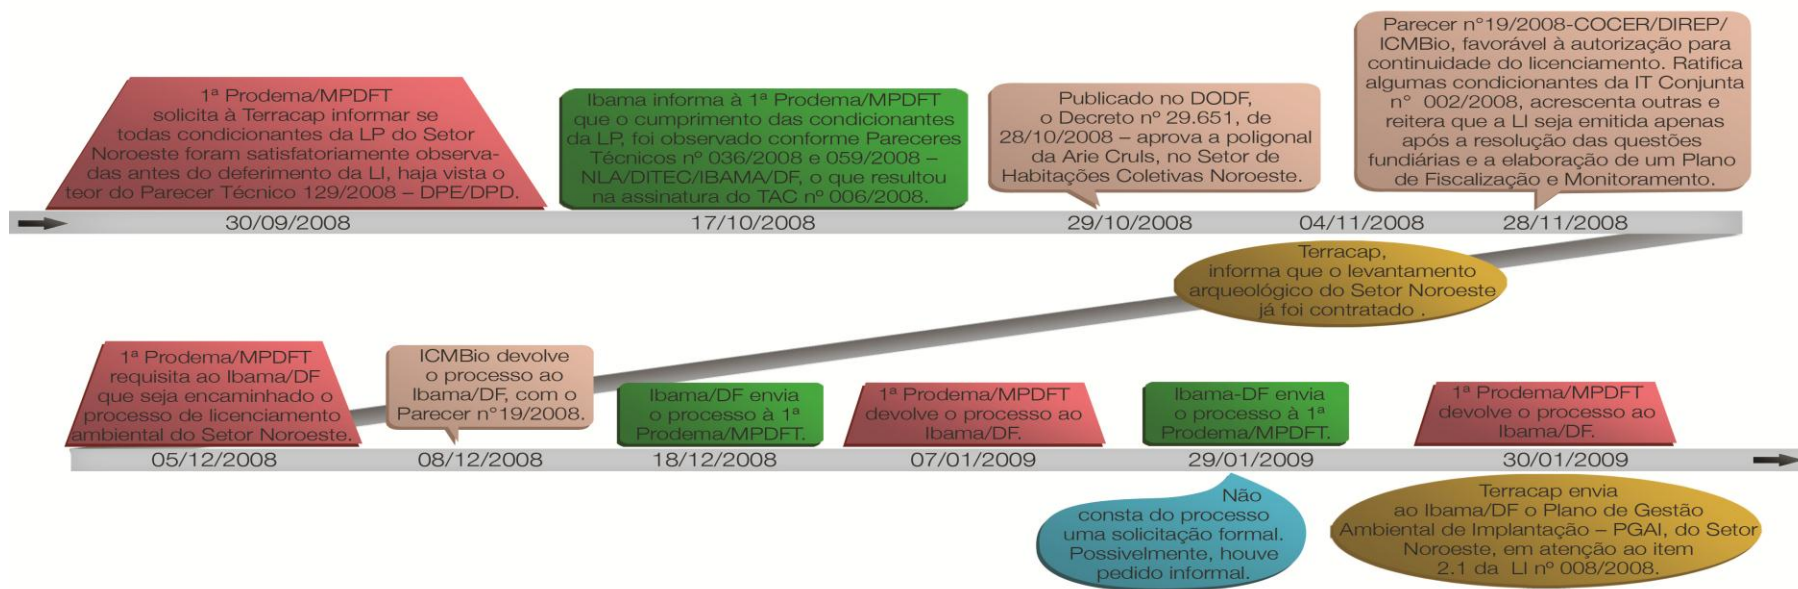 1ª Prodema/MPDFT
solicita à Terracap informar se
todas condicionantes da LP do Setor
Noroeste foram satisfatoriamente observa-
das antes do deferimento da LI, haja vista o
teor do Parecer Técnico 129/2008 – DPE/DPD.
30/09/2008
Ibama informa à 1ª Prodema/MPDFT
que o cumprimento das condicionantes
da LP, foi observado conforme Pareceres
Técnicos nº 036/2008 e 059/2008 –
NLA/DITEC/IBAMA/DF, o que resultou
na assinatura do TAC nº 006/2008.
17/10/2008
Publicado no DODF,
o Decreto nº 29.651, de
28/10/2008 – aprova a poligonal
da Arie Cruls, no Setor de
Habitações Coletivas Noroeste.
29/10/2008
04/11/2008
Terracap,
informa que o levantamento
arqueológico do Setor Noroeste
já foi contratado .
Parecer n°19/2008-COCER/DIREP/
ICMBio, favorável à autorização para
continuidade do licenciamento. Ratifica
algumas condicionantes da IT Conjunta
n° 002/2008, acrescenta outras e
reitera que a LI seja emitida apenas
após a resolução das questões
fundiárias e a elaboração de um Plano
de Fiscalização e Monitoramento.
28/11/2008
1ª Prodema/MPDFT
requisita ao Ibama/DF
que seja encaminhado o
processo de licenciamento
ambiental do Setor Noroeste.
05/12/2008
ICMBio devolve
o processo ao
Ibama/DF, com o
Parecer n°19/2008.
08/12/2008
Ibama/DF envia
o processo à 1ª
Prodema/MPDFT.
18/12/2008
1ª Prodema/MPDFT
devolve o processo ao
Ibama/DF.
07/01/2009
Ibama-DF envia
o processo à 1ª
Prodema/MPDFT.
29/01/2009
Não
consta do processo
uma solicitação formal.
Possivelmente, houve
pedido informal.
1ª Prodema/MPDFT
devolve o processo ao
Ibama/DF.
30/01/2009
Terracap envia
ao Ibama/DF o Plano de Gestão
Ambiental de Implantação – PGAI, do Setor
Noroeste, em atenção ao item
2.1 da LI nº 008/2008.